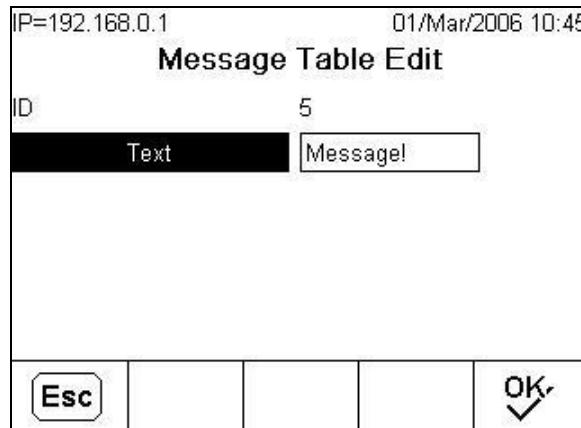 IP=192.168.0.1 01/Mar/2006 10:45
Message Table Edit
ID 5
Text Message!
Esc OK